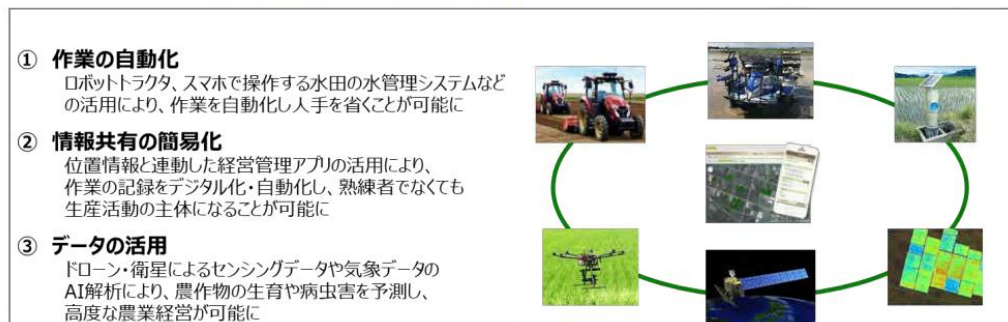 ① 作業の自動化
ロボットトラクタ、スマホで操作する水田の水管理システムなど
の活用により、作業を自動化し人手を省くことが可能に
② 情報共有の簡易化
位置情報と連動した経営管理アプリの活用により、
作業の記録をデジタル化・自動化し、熟練者でなくても
生産活動の主体になることが可能に
③ データの活用
ドローン・衛星によるセンシングデータや気象データの
AI解析により、農作物の生育や病虫害を予測し、
高度な農業経営が可能に